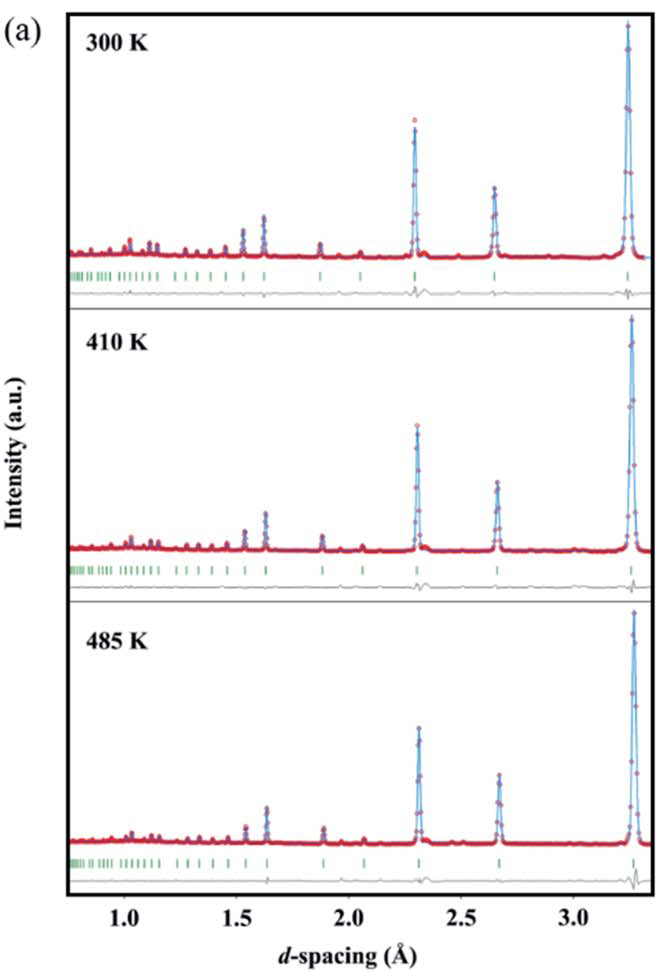 (a)
300 K
410 K
485 K
Intensity (a.u.)
1.0 1.5 2.0 2.5 3.0
d-spacing (Å)